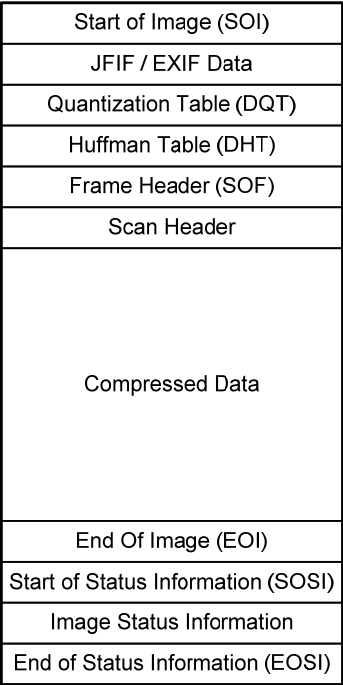 Start of Image (SOI)
JFIF / EXIF Data
Quantization Table (DQT)
Huffman Table (DHT)
Frame Header (SOF)
Scan Header
Compressed Data
End Of Image (EOI)
Start of Status Information (SOSI)
Image Status Information
End of Status Information (EOSI)